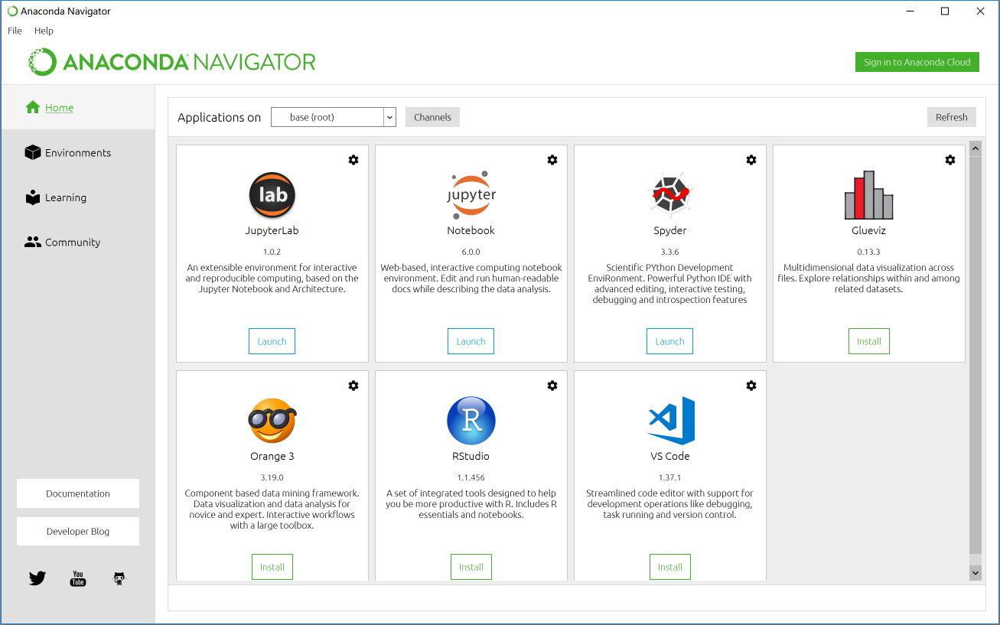 Anaconda Navigator
File Help
ANACONDA NAVIGATOR
Sign in to Anaconda Cloud
Home
Environments
Learning
Community
Documentation
Developer Blog
You
Tube
Applications on
base (root)
Channels
Refresh
lab
JupyterLab
1.0.2
An extensible environment for interactive
and reproducible computing, based on the
Jupyter Notebook and Architecture.
Launch
jupyter
Notebook
6.0.0
Web-based, interactive computing notebook
environment. Edit and run human-readable
docs while describing the data analysis.
Launch
Spyder
3.3.6
Scientific PYthon Development
EnviRonment. Powerful Python IDE with
advanced editing, interactive testing,
debugging and introspection features
Launch
Glueviz
0.13.3
Multidimensional data visualization across
files. Explore relationships within and among
related datasets.
Install
Orange 3
3.19.0
Component based data mining framework.
Data visualization and data analysis for
novice and expert. Interactive workflows
with a large toolbox.
Install
R
RStudio
1.1.456
A set of integrated tools designed to help
you be more productive with R. Includes R
essentials and notebooks.
Install
VS Code
1.37.1
Streamlined code editor with support for
development operations like debugging,
task running and version control.
Install